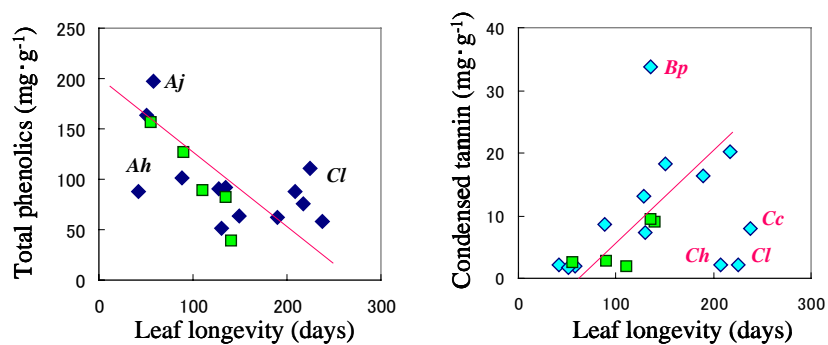 Total phenolics (mg・g⁻¹)
250
200
150
100
50
0
Aj
Ah
Cl
0 100 200 300
Leaf longevity (days)
Condensed tannin (mg・g⁻¹)
40
30
20
10
0
Bp
Cc
Ch Cl
0 100 200 300
Leaf longevity (days)